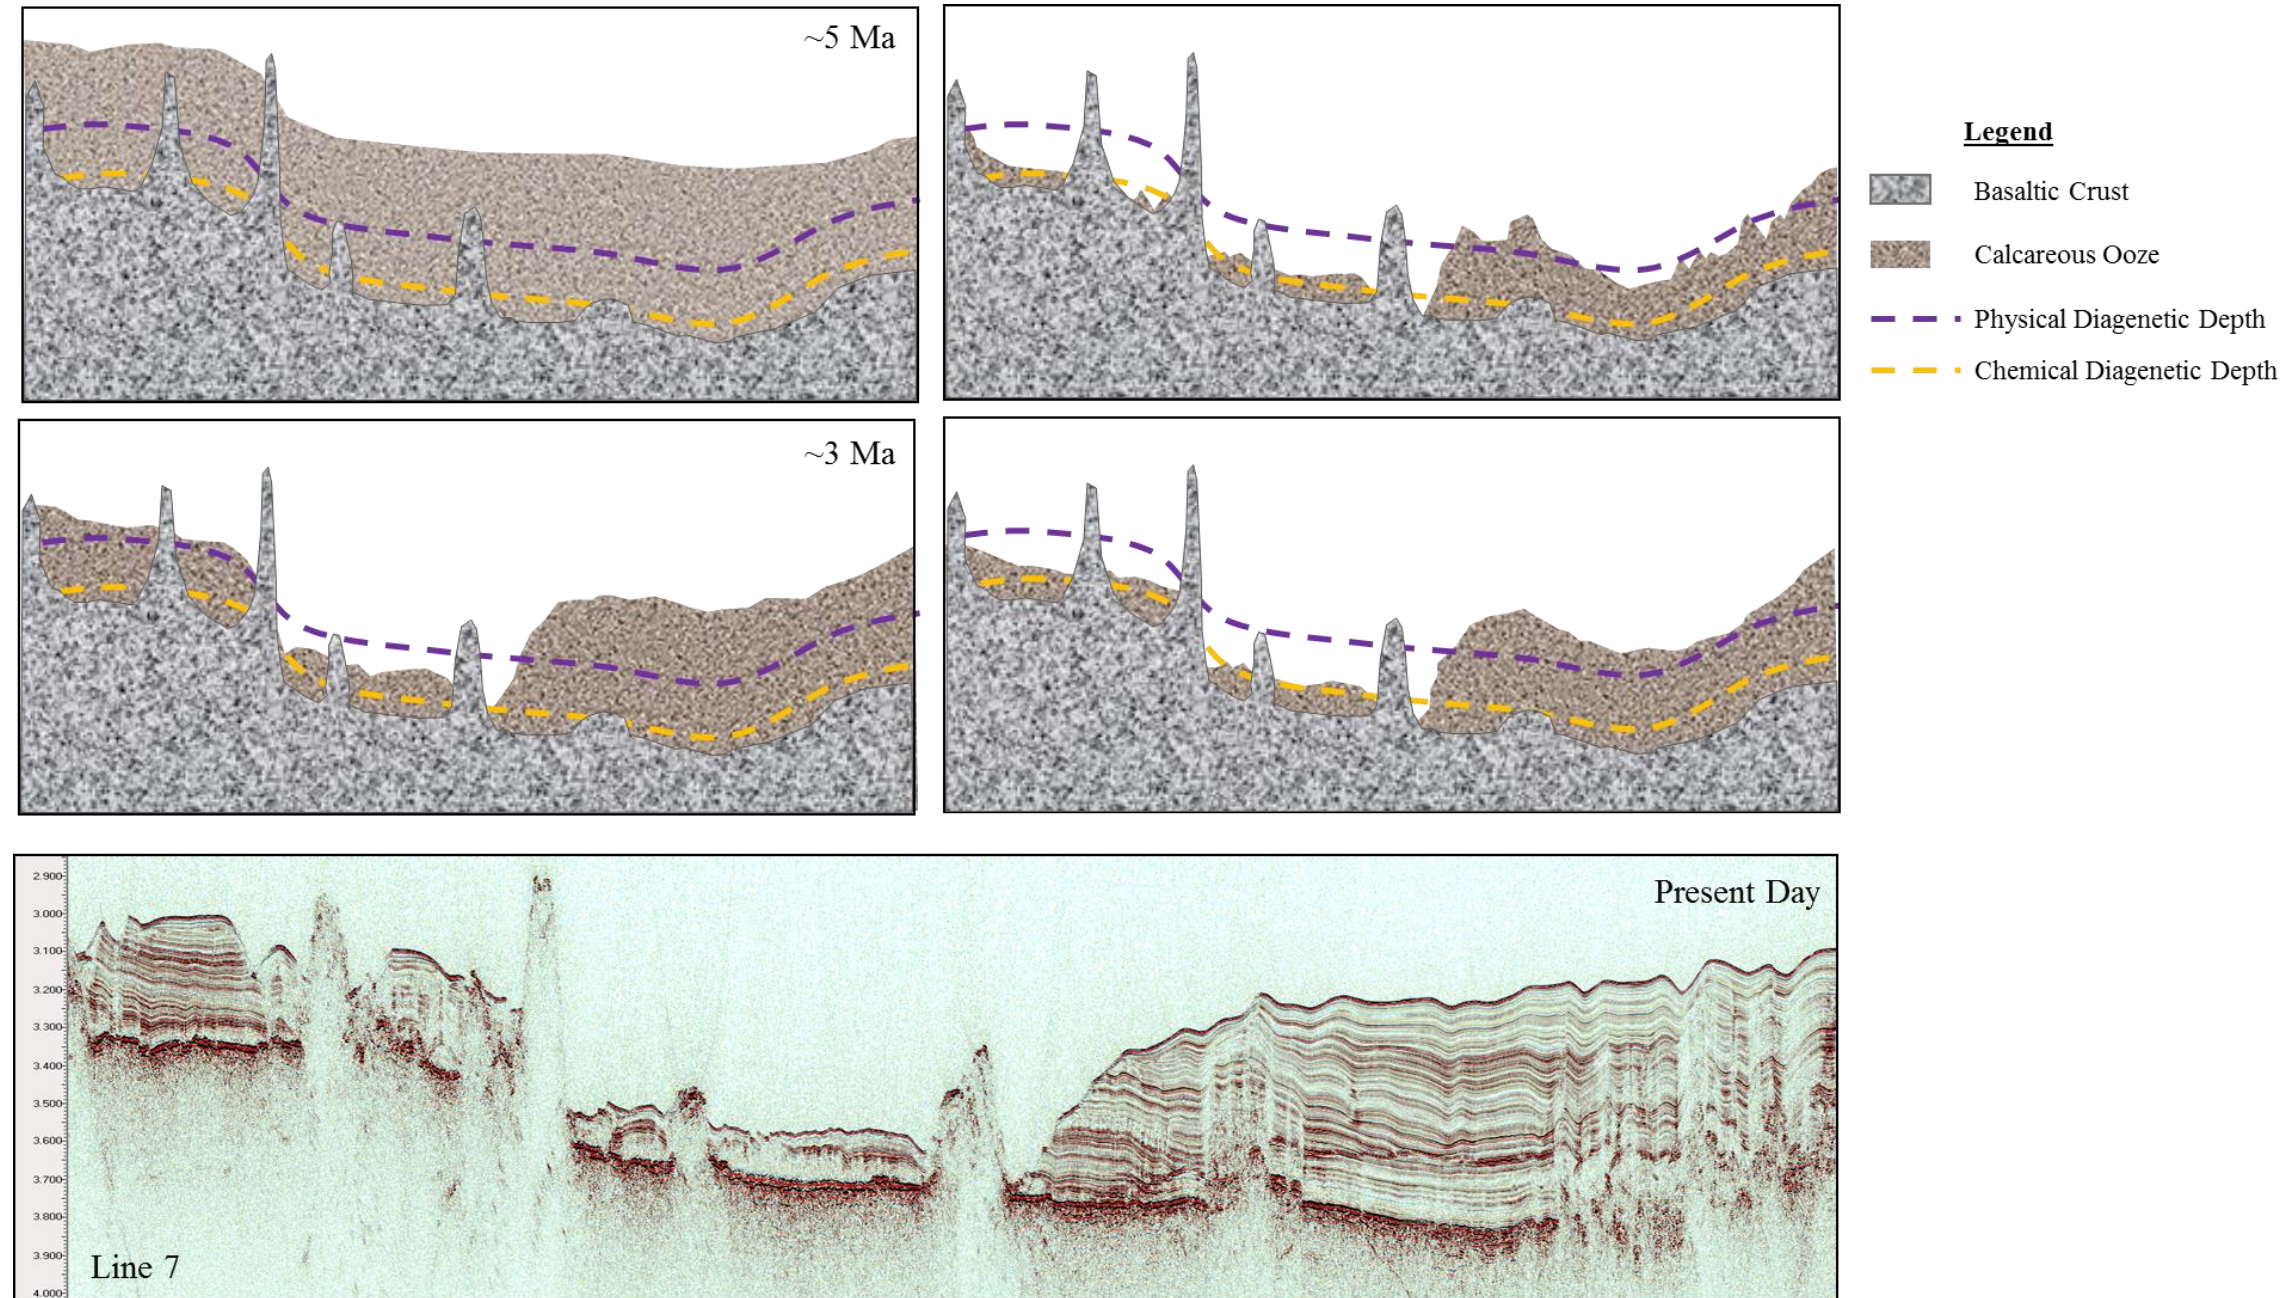 ~5 Ma
Legend
Basaltic Crust
Calcareous Ooze
Physical Diagenetic Depth
Chemical Diagenetic Depth
~3 Ma
Present Day
2.900
3.000
3.100
3.200
3.300
3.400
3.500
3.600
3.700
3.800
3.900
4.000
Line 7